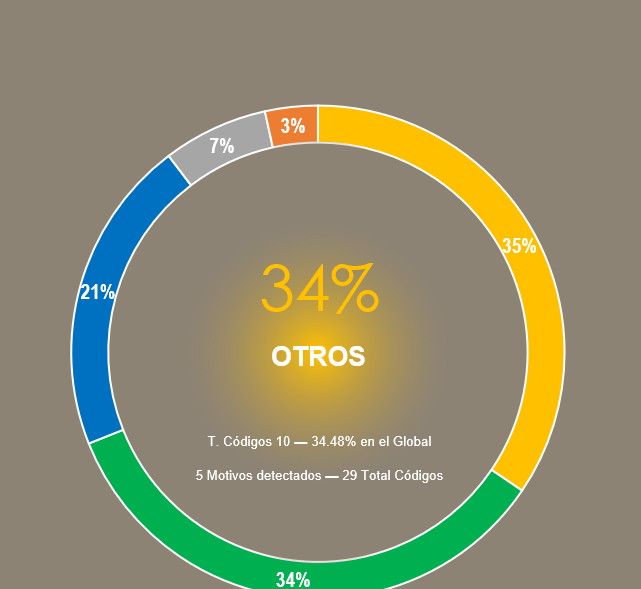 3%
7%
35%
21%
34%
OTROS
T. Códigos 10 — 34.48% en el Global
5 Motivos detectados — 29 Total Códigos
34%